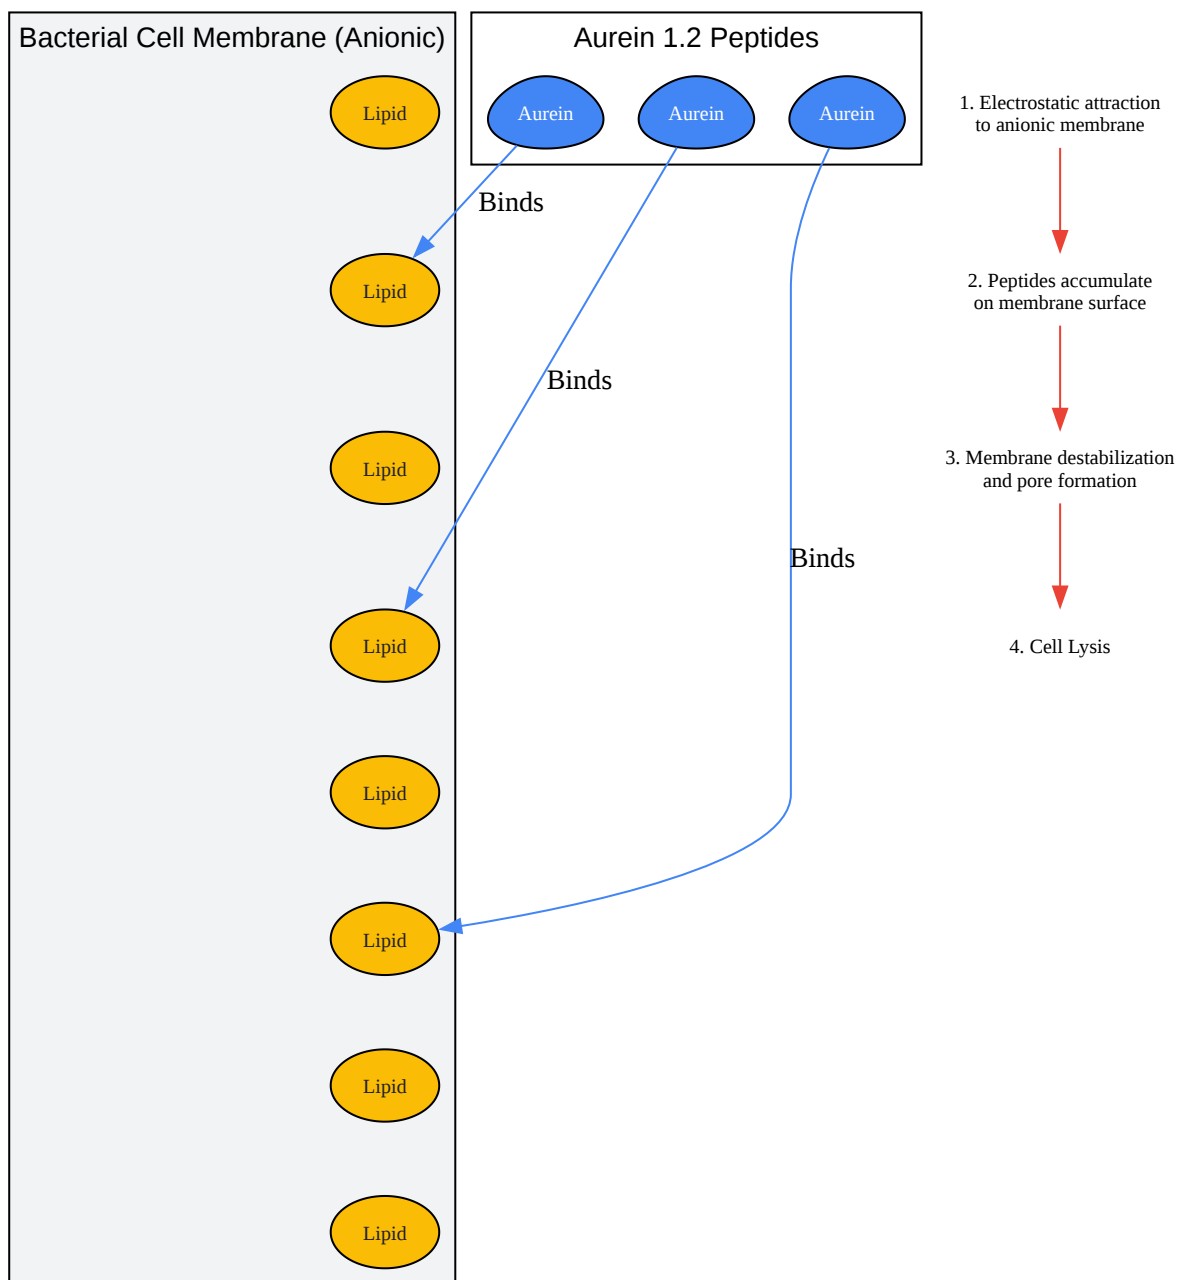 Bacterial Cell Membrane (Anionic)
Lipid
Lipid
Lipid
Lipid
Lipid
Lipid
Lipid
Lipid
Aurein 1.2 Peptides
Aurein
Aurein
Aurein
Binds
Binds
Binds
1. Electrostatic attraction
to anionic membrane
2. Peptides accumulate
on membrane surface
3. Membrane destabilization
and pore formation
4. Cell Lysis